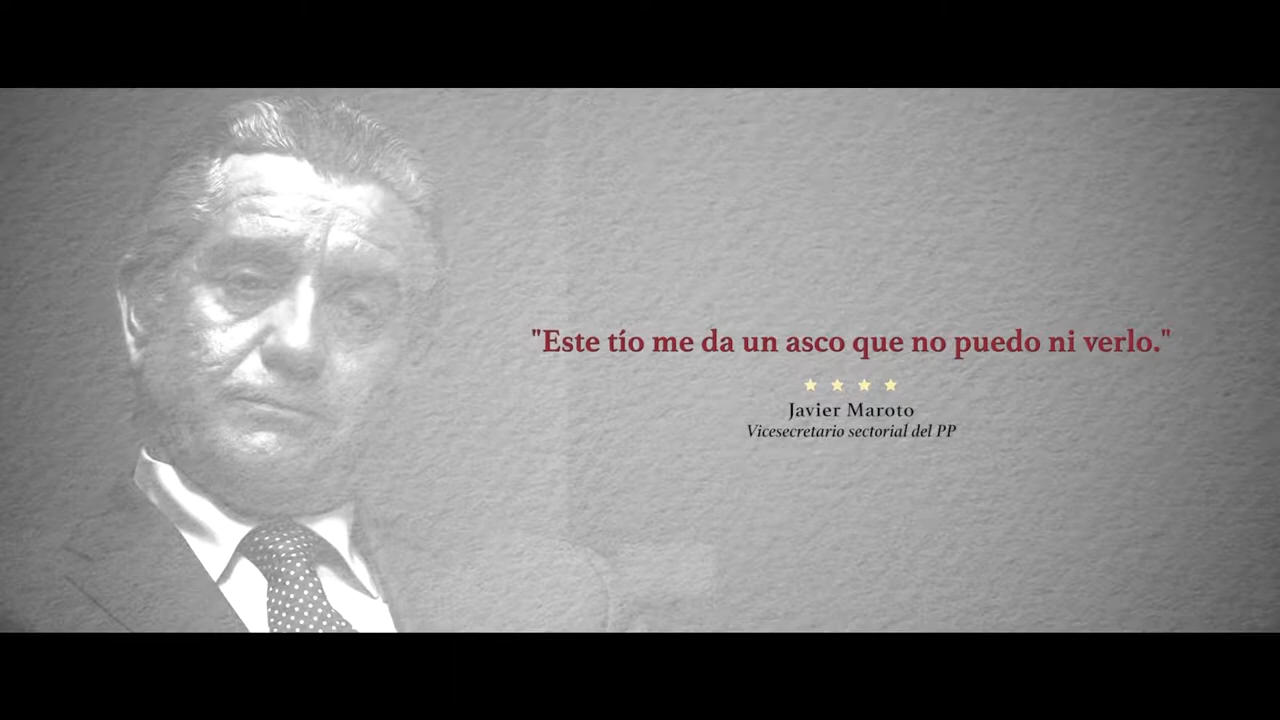 "Este tío me da un asco que no puedo ni verlo."
Javier Maroto
Vicesecretario sectorial del PP